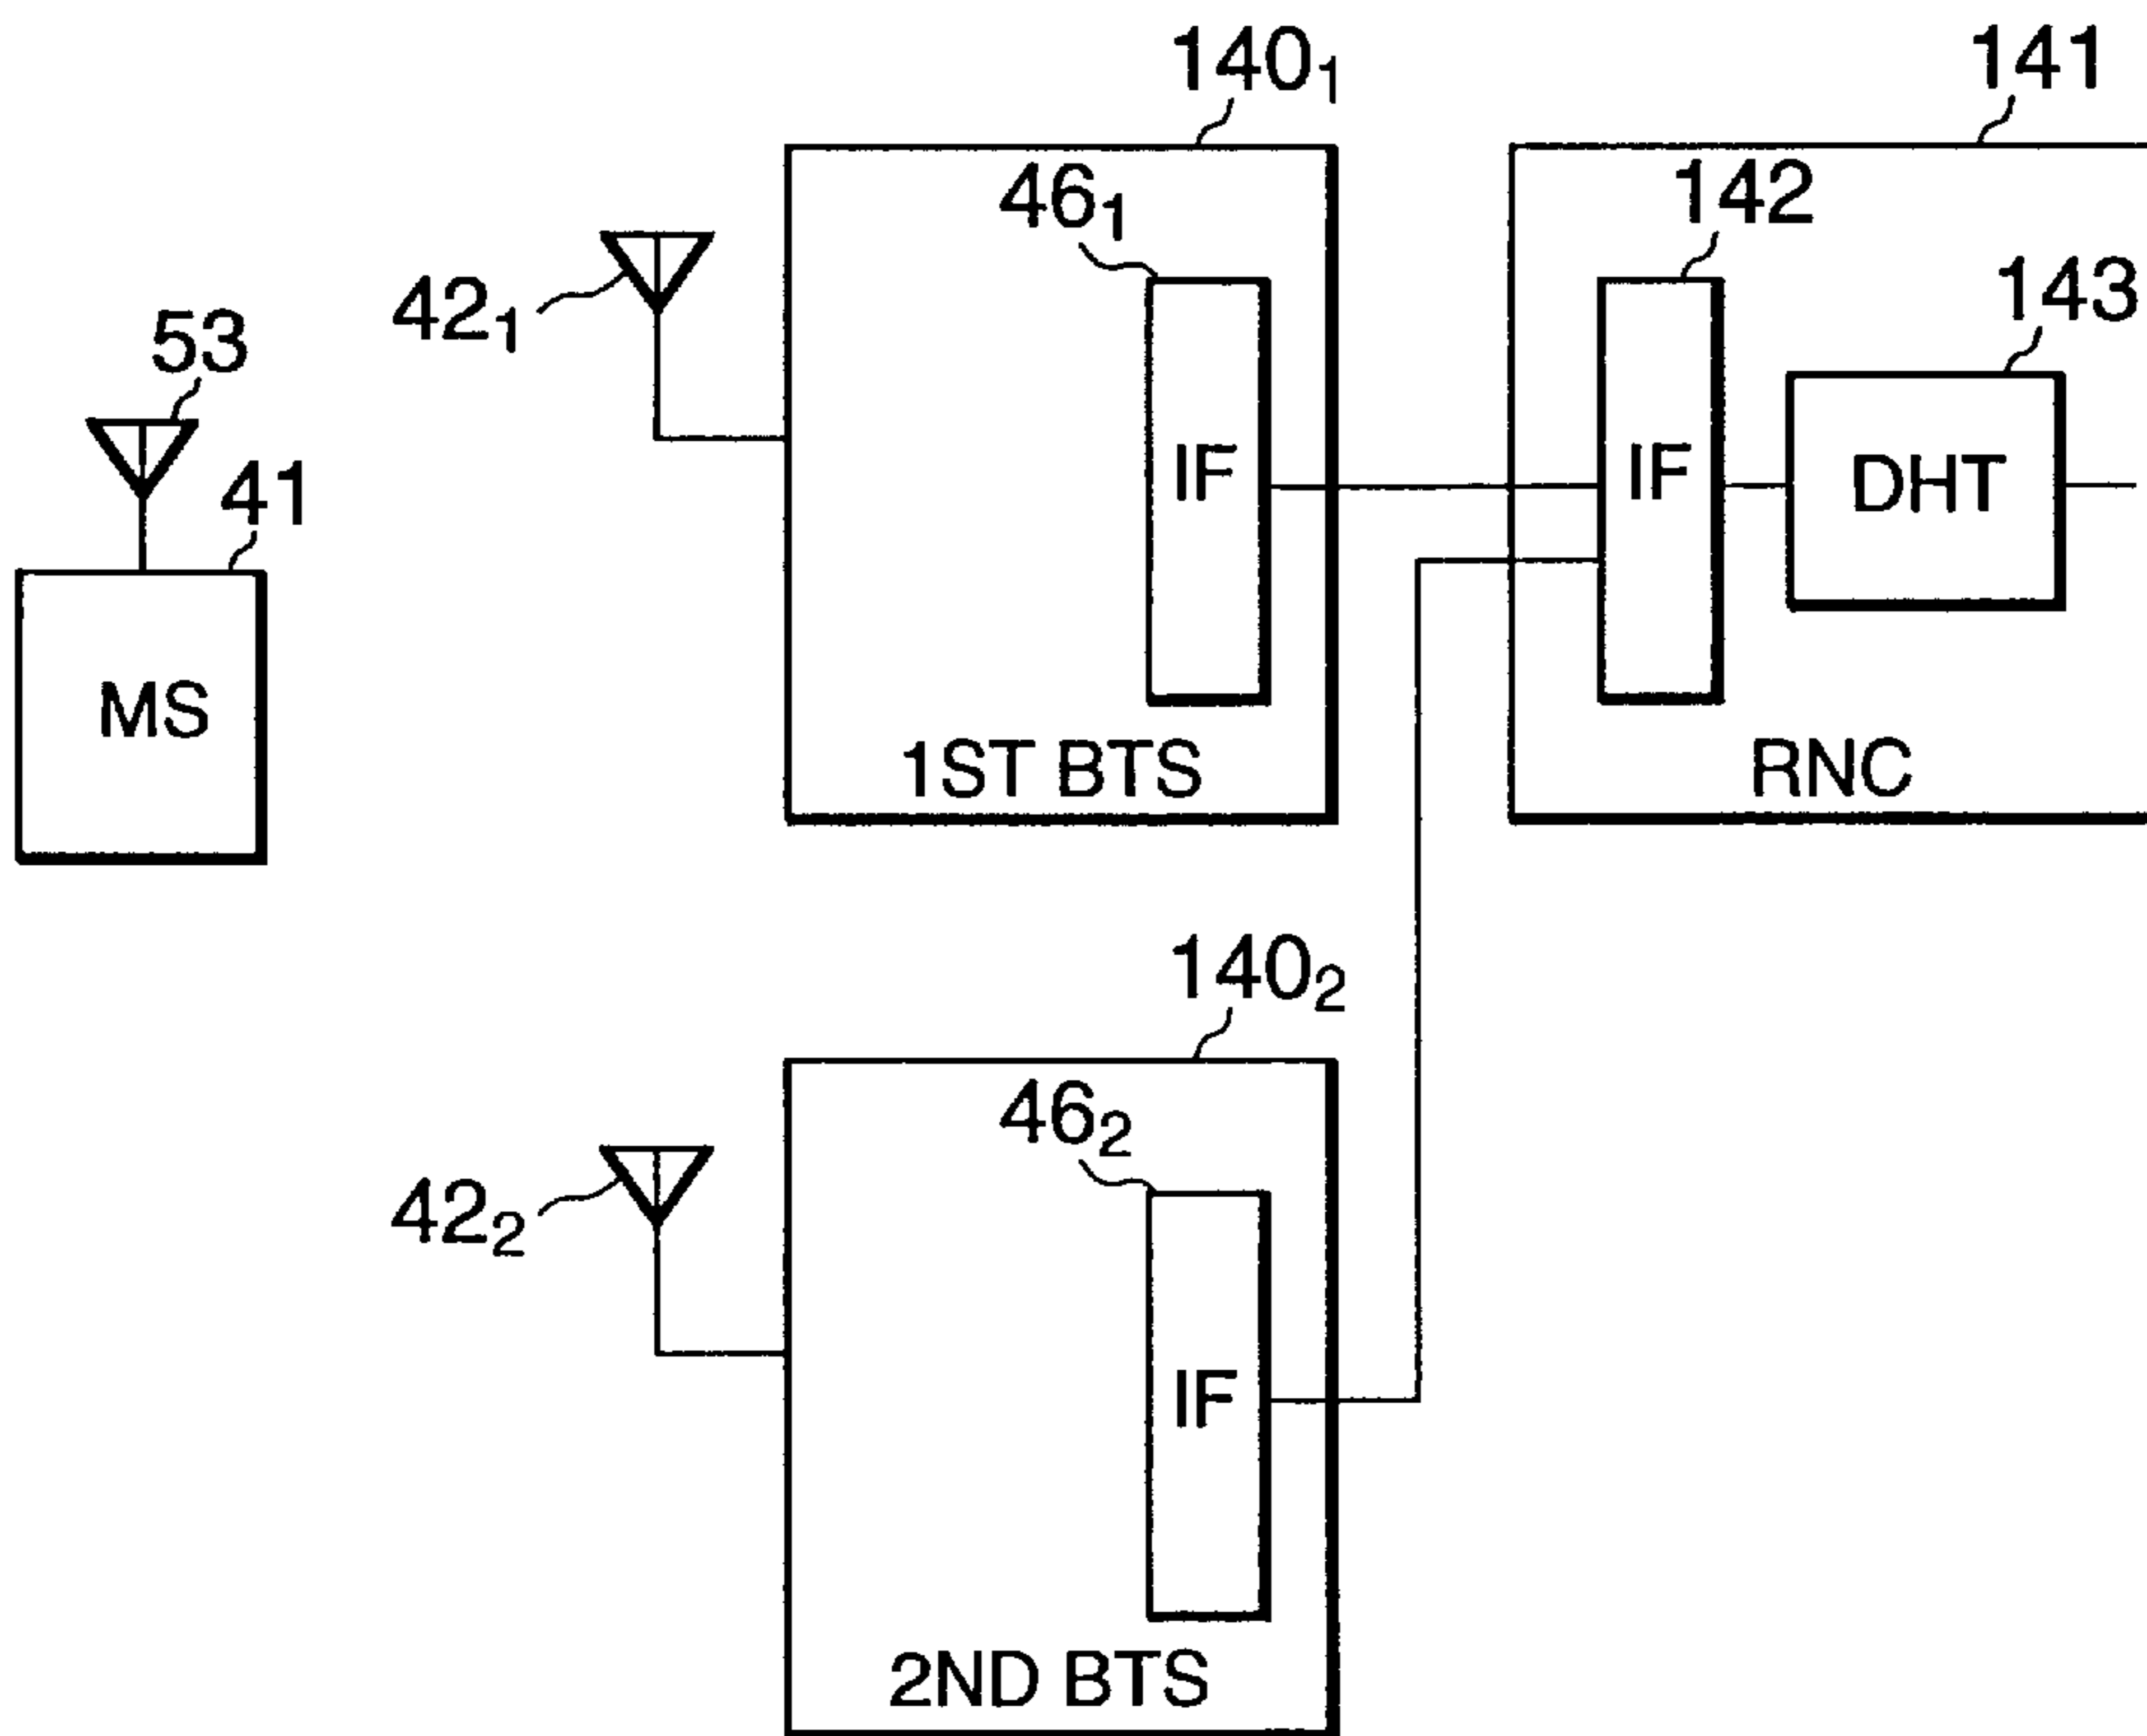 140₁
141
46₁
142
42₁
143
53
41
IF
IF
DHT
MS
1ST BTS
RNC
140₂
46₂
42₂
IF
2ND BTS